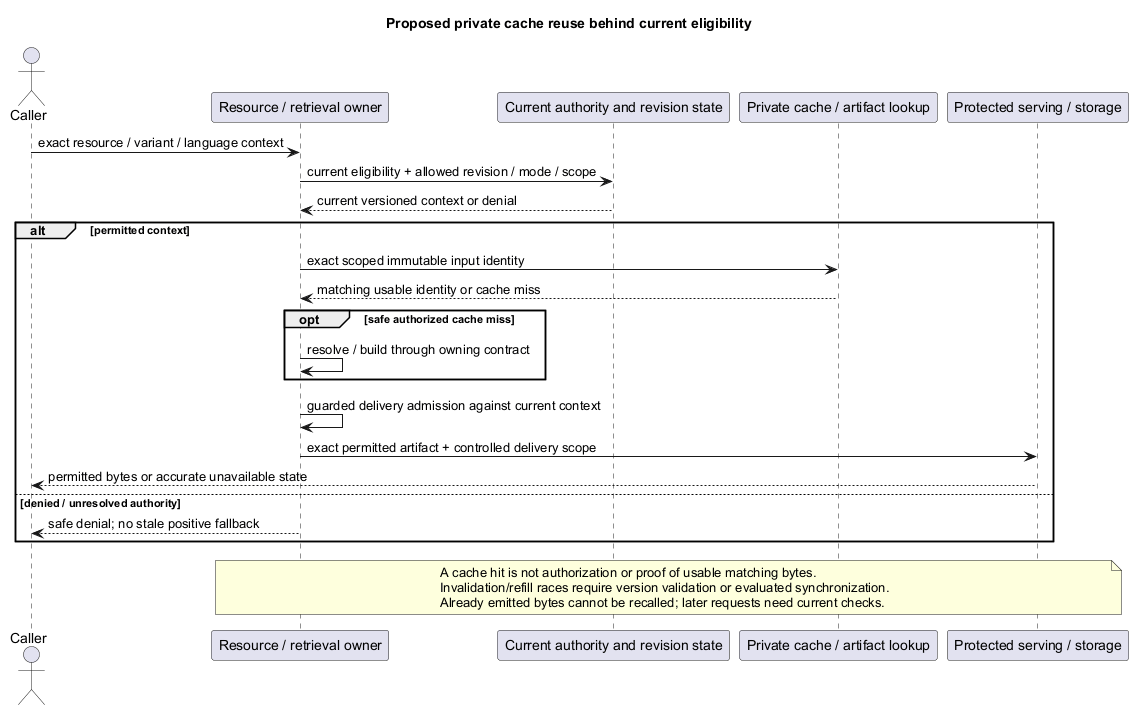 Proposed private cache reuse behind current eligibility
Caller
Resource / retrieval owner
Current authority and revision state
Private cache / artifact lookup
Protected serving / storage
exact resource / variant / language context
current eligibility + allowed revision / mode / scope
current versioned context or denial
alt
[permitted context]
exact scoped immutable input identity
matching usable identity or cache miss
opt
[safe authorized cache miss]
resolve / build through owning contract
guarded delivery admission against current context
exact permitted artifact + controlled delivery scope
permitted bytes or accurate unavailable state
[denied / unresolved authority]
safe denial; no stale positive fallback
A cache hit is not authorization or proof of usable matching bytes.
Invalidation/refill races require version validation or evaluated synchronization.
Already emitted bytes cannot be recalled; later requests need current checks.
Caller
Resource / retrieval owner
Current authority and revision state
Private cache / artifact lookup
Protected serving / storage